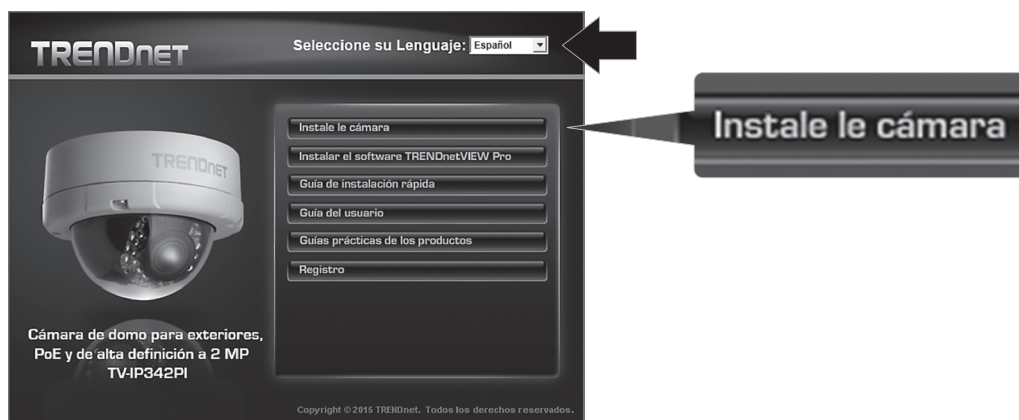 TRENDnet
Seleccione su Lenguaje: Español
Instale le cámara
Instalar el software TRENDnetVIEW Pro
Guía de instalación rápida
Guía del usuario
Guías prácticas de los productos
Registro
TRENDNET
Cámara de domo para exteriores,
PoE y de alta definición a 2 MP
TV-IP342PI
Copyright © 2015 TRENDnet. Todos los derechos reservados.
Instale le cámara